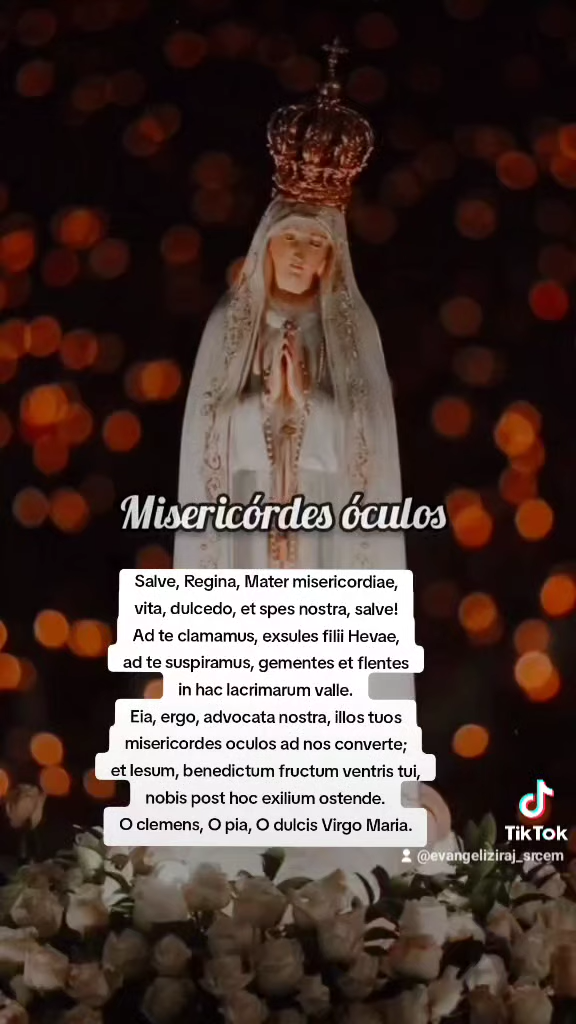 Misericórdes óculos
Salve, Regina, Mater misericordiae,
vita, dulcedo, et spes nostra, salve!
Ad te clamamus, exsules filii Hevae,
ad te suspiramus, gementes et flentes
in hac lacrimarum valle.
Eia, ergo, advocata nostra, illos tuos
misericordes oculos ad nos converte;
et Iesum, benedictum fructum ventris tui,
nobis post hoc exilium ostende.
O clemens, O pia, O dulcis Virgo Maria.
TikTok
@evangeliziraj_srcem